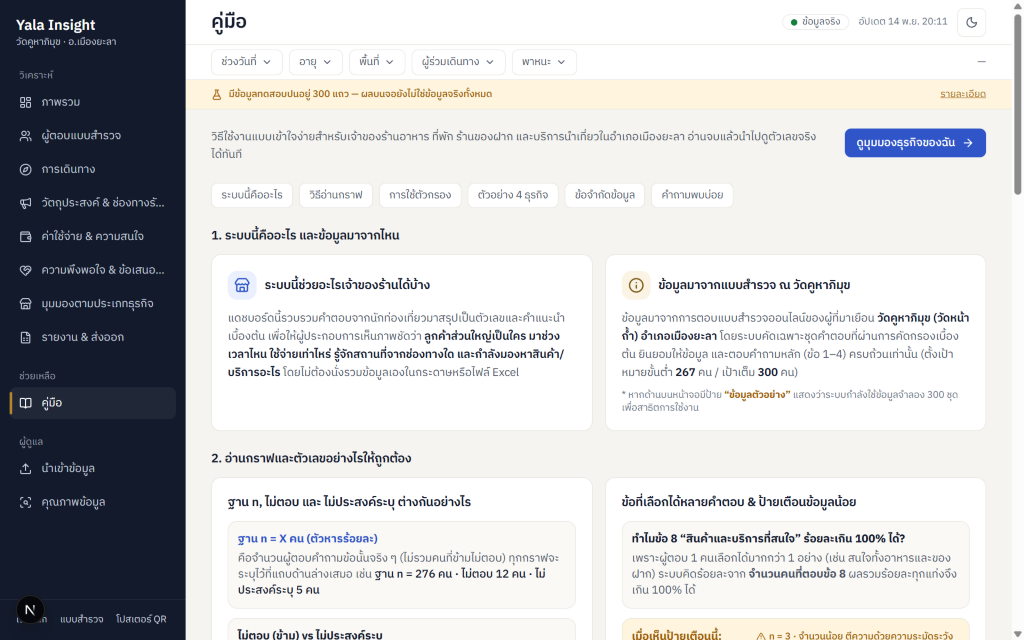 Yala Insight
วัดคูหาภิมุข · อ.เมืองยะลา
วิเคราะห์
ภาพรวม
ผู้ตอบแบบสำรวจ
การเดินทาง
วัตถุประสงค์ & ช่องทางรั...
ค่าใช้จ่าย & ความสนใจ
ความพึงพอใจ & ข้อเสนอ...
มุมมองตามประเภทธุรกิจ
รายงาน & ส่งออก
ช่วยเหลือ
คู่มือ
ผู้ดูแล
นำเข้าข้อมูล
คุณภาพข้อมูล
N
แบบสำรวจ
โปสเตอร์ QR
คู่มือ
ข้อมูลจริง
อัปเดต 14 พ.ย. 20:11
ช่วงวันที่
อายุ
พื้นที่
ผู้ร่วมเดินทาง
พาหนะ
มีข้อมูลทดสอบปนอยู่ 300 แถว — ผลบนจอยังไม่ใช่ข้อมูลจริงทั้งหมด
รายละเอียด
วิธีใช้งานแบบเข้าใจง่ายสำหรับเจ้าของร้านอาหาร ที่พัก ร้านของฝาก และบริการนำเที่ยวในอำเภอเมืองยะลา อ่านจบแล้วนำไปดูตัวเลขจริง
ได้ทันที
ดูมุมมองธุรกิจของฉัน →
ระบบนี้คืออะไร
วิธีอ่านกราฟ
การใช้ตัวกรอง
ตัวอย่าง 4 ธุรกิจ
ข้อจำกัดข้อมูล
คำถามพบบ่อย
1. ระบบนี้คืออะไร และข้อมูลมาจากไหน
ระบบนี้ช่วยอะไรเจ้าของร้านได้บ้าง
แดชบอร์ดนี้รวบรวมคำตอบจากนักท่องเที่ยวมาสรุปเป็นตัวเลขและคำแนะนำ
เบื้องต้น เพื่อให้ผู้ประกอบการเห็นภาพชัดว่า ลูกค้าส่วนใหญ่เป็นใคร มาช่วง
เวลาไหน ใช้จ่ายเท่าไหร่ รู้จักสถานที่จากช่องทางใด และกำลังมองหาสินค้า/
บริการอะไร โดยไม่ต้องนั่งรวมข้อมูลเองในกระดาษหรือไฟล์ Excel
ข้อมูลมาจากแบบสำรวจ ณ วัดคูหาภิมุข
ข้อมูลมาจากการตอบแบบสำรวจออนไลน์ของผู้ที่มาเยือน วัดคูหาภิมุข (วัดหน้า
ถ้ำ) อำเภอเมืองยะลา โดยระบบคัดเฉพาะชุดคำตอบที่ผ่านการคัดกรองเบื้อง
ต้น ยินยอมให้ข้อมูล และตอบคำถามหลัก (ข้อ 1–4) ครบถ้วนเท่านั้น (ตั้งเป้า
หมายขั้นต่ำ 267 คน / เป้าเต็ม 300 คน)
* หากด้านบนหน้าจอมีป้าย “ข้อมูลตัวอย่าง” แสดงว่าระบบกำลังใช้ข้อมูลจำลอง 300 ชุด
เพื่อสาธิตการใช้งาน
2. อ่านกราฟและตัวเลขอย่างไรให้ถูกต้อง
ฐาน n, ไม่ตอบ และ ไม่ประสงค์ระบุ ต่างกันอย่างไร
ฐาน n = X คน (ตัวหารร้อยละ)
คือจำนวนผู้ตอบคำถามข้อนั้นจริง ๆ (ไม่รวมคนที่ข้ามไม่ตอบ) ทุกกราฟจะ
ระบุไว้ที่แถบด้านล่างเสมอ เช่น ฐาน n = 276 คน · ไม่ตอบ 12 คน · ไม่
ประสงค์ระบุ 5 คน
ไม่ตอบ (ข้าม) vs ไม่ประสงค์ระบุ
ข้อที่เลือกได้หลายคำตอบ & ป้ายเตือนข้อมูลน้อย
ทำไมข้อ 8 “สินค้าและบริการที่สนใจ” ร้อยละเกิน 100% ได้?
เพราะผู้ตอบ 1 คนเลือกได้มากกว่า 1 อย่าง (เช่น สนใจทั้งอาหารและของ
ฝาก) ระบบคิดร้อยละจาก จำนวนคนที่ตอบข้อ 8 ผลรวมร้อยละทุกแท่งจึง
เกิน 100% ได้
เมื่อเห็นป้ายเตือนนี้:
n = 3 · จำนวนน้อย ตีความด้วยความระมัดระวัง